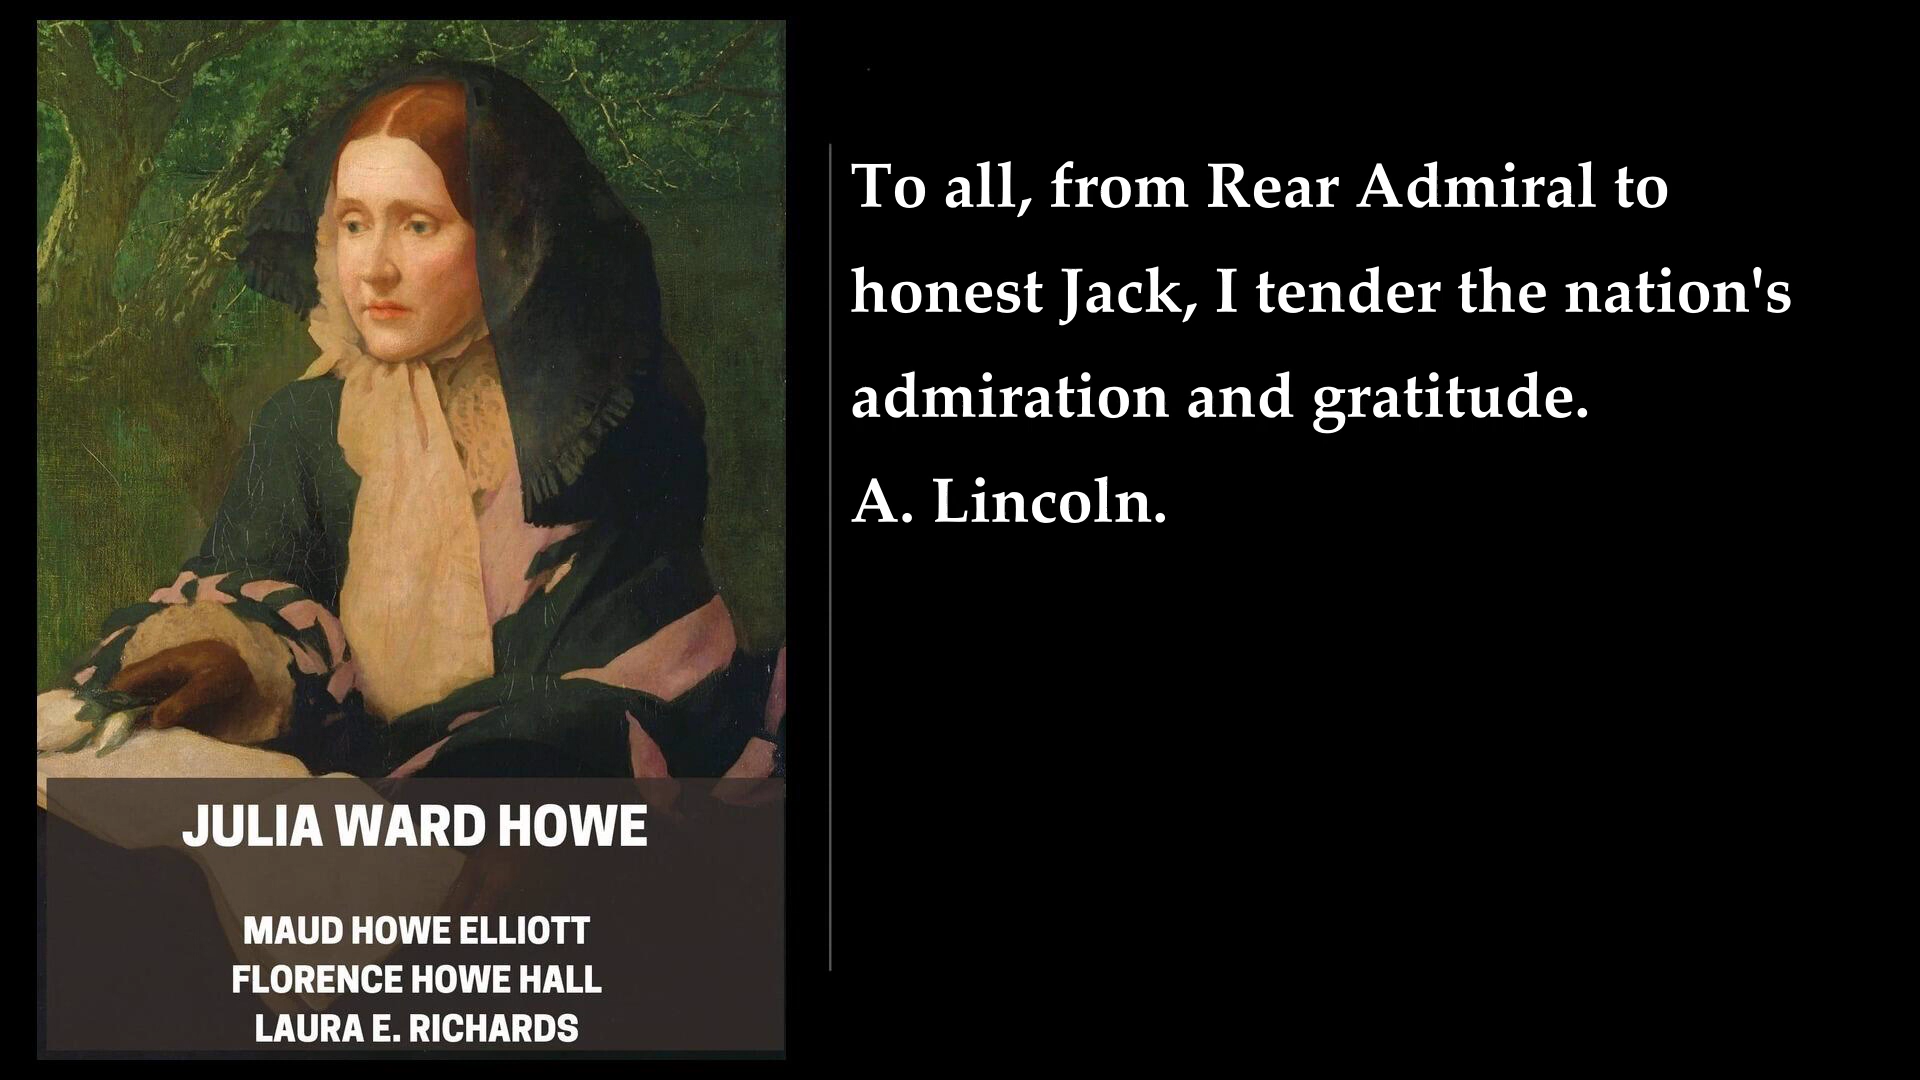 JULIA WARD HOWE
MAUD HOWE ELLIOTT
FLORENCE HOWE HALL
LAURA E. RICHARDS
To all, from Rear Admiral to
honest Jack, I tender the nation's
admiration and gratitude.
A. Lincoln.